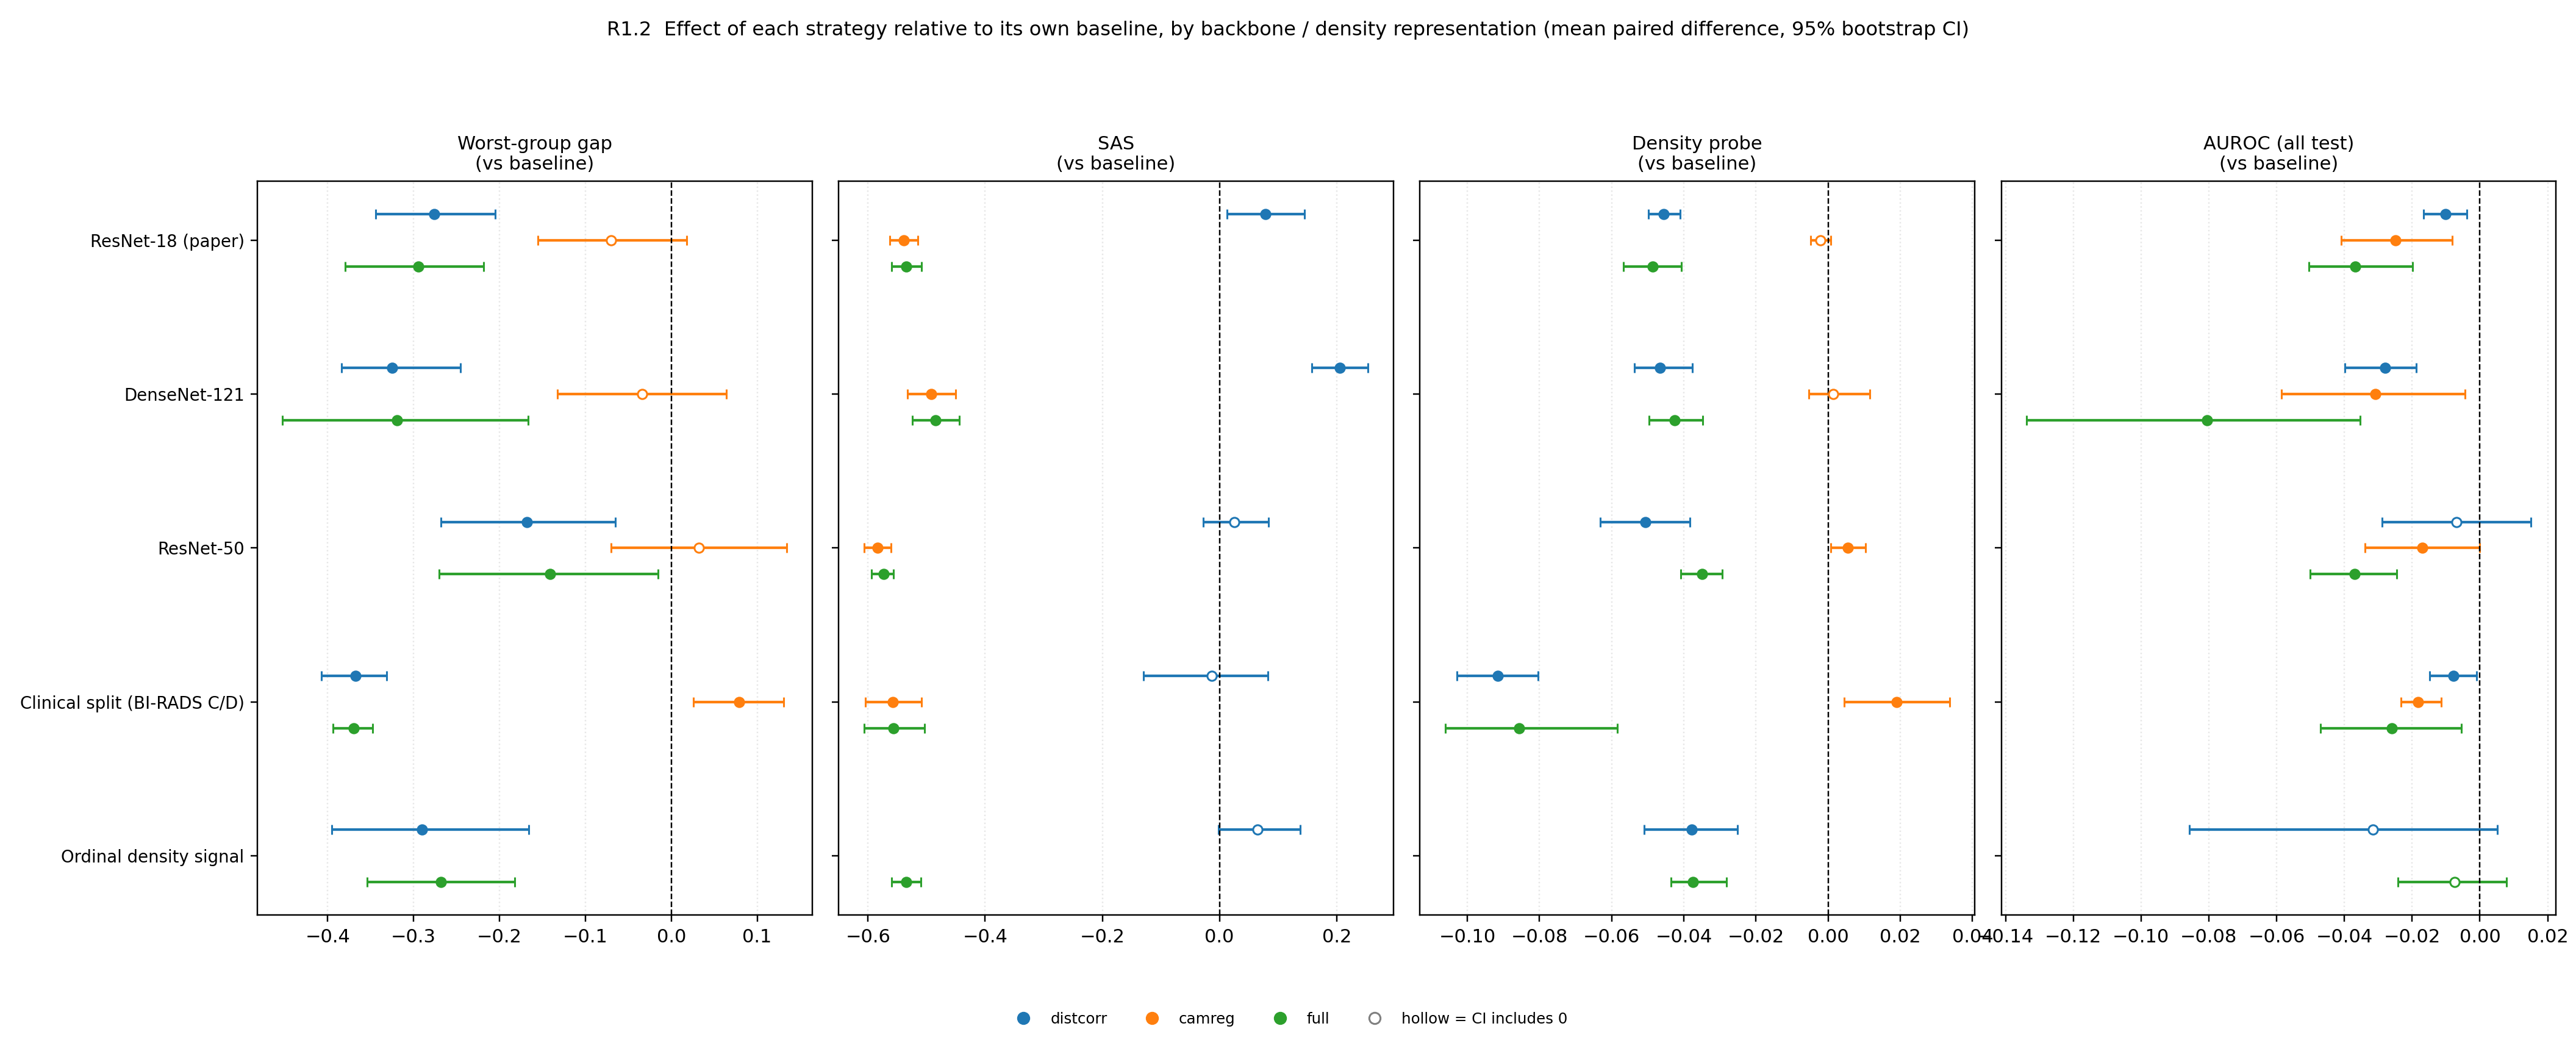 R1.2  Effect of each strategy relative to its own baseline, by backbone / density representation (mean paired difference, 95% bootstrap CI)
Worst-group gap
(vs baseline)
SAS
(vs baseline)
Density probe
(vs baseline)
AUROC (all test)
(vs baseline)
ResNet-18 (paper)
DenseNet-121
ResNet-50
Clinical split (BI-RADS C/D)
Ordinal density signal
−0.4 −0.3 −0.2 −0.1 0.0 0.1
−0.6 −0.4 −0.2 0.0 0.2
−0.10 −0.08 −0.06 −0.04 −0.02 0.00 0.02 0.04
−0.14 −0.12 −0.10 −0.08 −0.06 −0.04 −0.02 0.00 0.02
distcorr camreg full hollow = CI includes 0